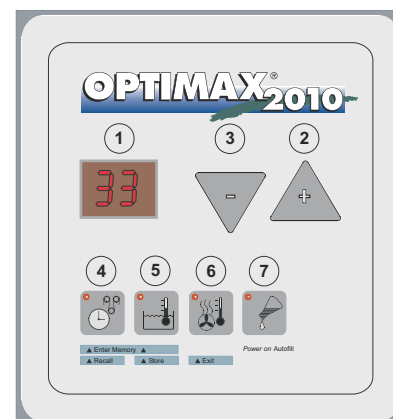 OPTIMAX®
2010
1 3 2
33
- +
4 5 6 7
▲ Enter Memory ▲
Power on Autofill
▲ Recall ▲ Store ▲ Exit